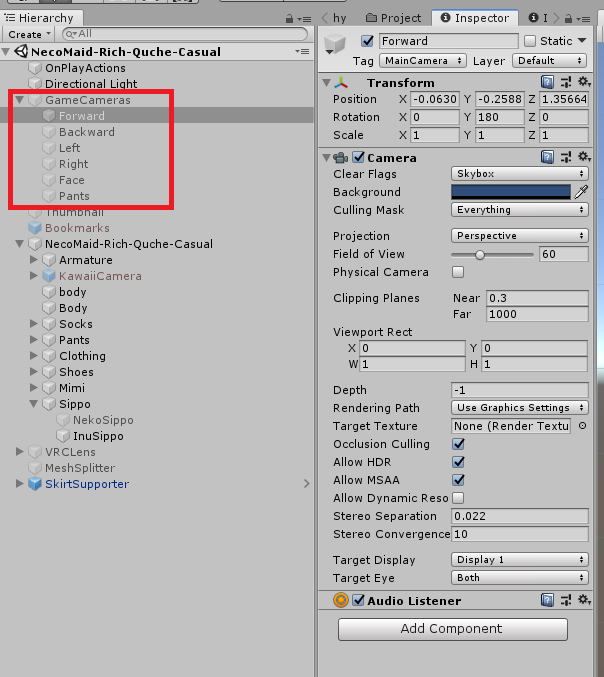 Hierarchy
Create
All
NecoMaid-Rich-Quche-Casual
OnPlayActions
Directional Light
GameCameras
Forward
Backward
Left
Right
Face
Pants
Thumbnail
Bookmarks
NecoMaid-Rich-Quche-Casual
Armature
KawaiiCamera
body
Body
Socks
Pants
Clothing
Shoes
Mimi
Sippo
NekoSippo
InuSippo
VRCLens
MeshSplitter
SkirtSupporter
hy Project Inspector I
Forward Static
Tag MainCamera Layer Default
Transform
Position X -0.0630 Y -0.2588 Z 1.35664
Rotation X 0 Y 180 Z 0
Scale X 1 Y 1 Z 1
Camera
Clear Flags Skybox
Background
Culling Mask Everything
Projection Perspective
Field of View 60
Physical Camera
Clipping Planes Near 0.3
Far 1000
Viewport Rect
X 0 Y 0
W 1 H 1
Depth -1
Rendering Path Use Graphics Settings
Target Texture None (Render Textu
Occlusion Culling
Allow HDR
Allow MSAA
Allow Dynamic Reso
Stereo Separation 0.022
Stereo Convergence 10
Target Display Display 1
Target Eye Both
Audio Listener
Add Component